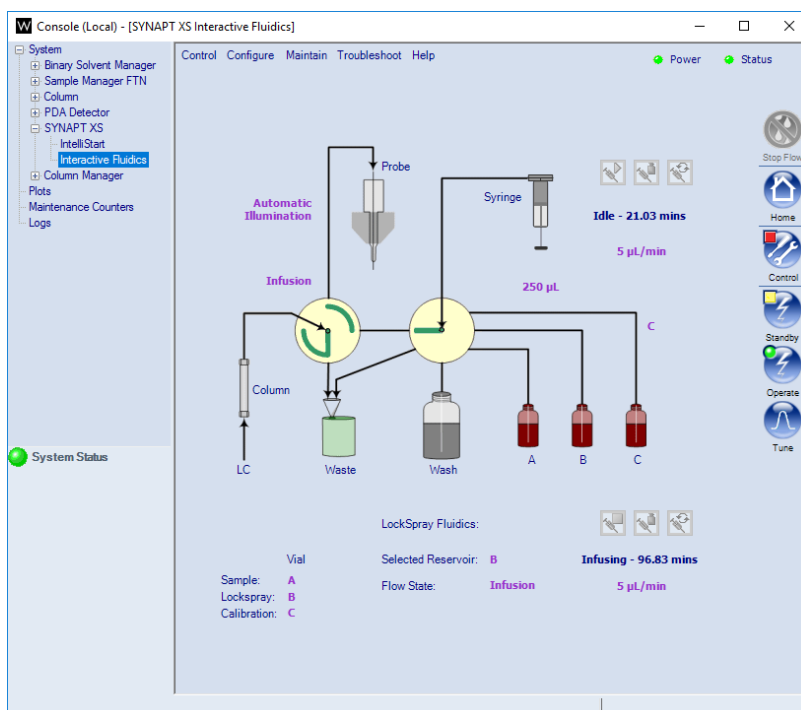 W Console (Local) - [SYNAPT XS Interactive Fluidics]
System
Binary Solvent Manager
Sample Manager FTN
Column
PDA Detector
SYNAPT XS
IntelliStart
Interactive Fluidics
Column Manager
Plots
Maintenance Counters
Logs
System Status
Control Configure Maintain Troubleshoot Help
Power Status
Probe
Automatic
Illumination
Infusion
Syringe
Idle - 21.03 mins
5 µL/min
250 µL
C
Column
LC
Waste
Wash
A
B
C
Stop Flow
Home
Control
Standby
Operate
Tune
LockSpray Fluidics:
Vial
Sample: A
Lockspray: B
Calibration: C
Selected Reservoir: B
Flow State: Infusion
Infusing - 96.83 mins
5 µL/min